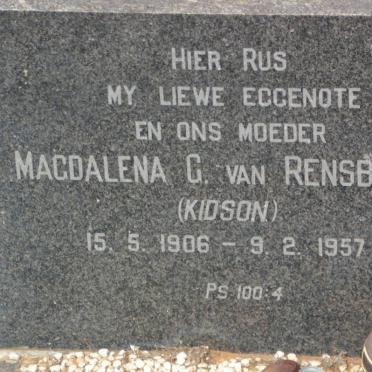 HIER RUS
MY LIEWE EGGENOTE
EN ONS MOEDER
MAGDALENA G. VAN RENSB
(KIDSON)
15. 5. 1906 - 9. 2. 1957
PS 100:4